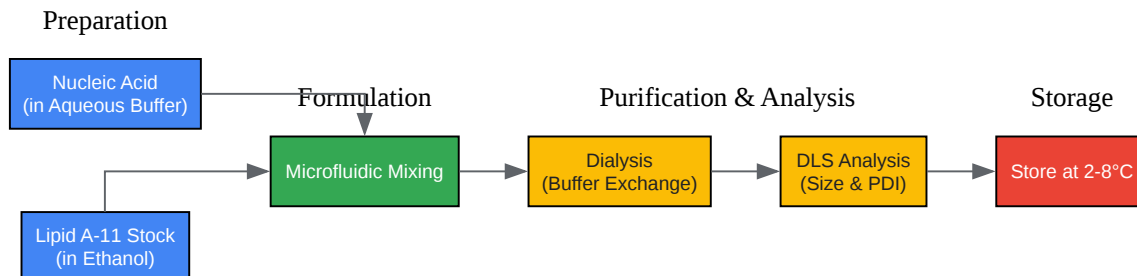 Preparation
Nucleic Acid
(in Aqueous Buffer)
Formulation
Purification & Analysis
Storage
Microfluidic Mixing
Dialysis
(Buffer Exchange)
DLS Analysis
(Size & PDI)
Store at 2-8°C
Lipid A-11 Stock
(in Ethanol)